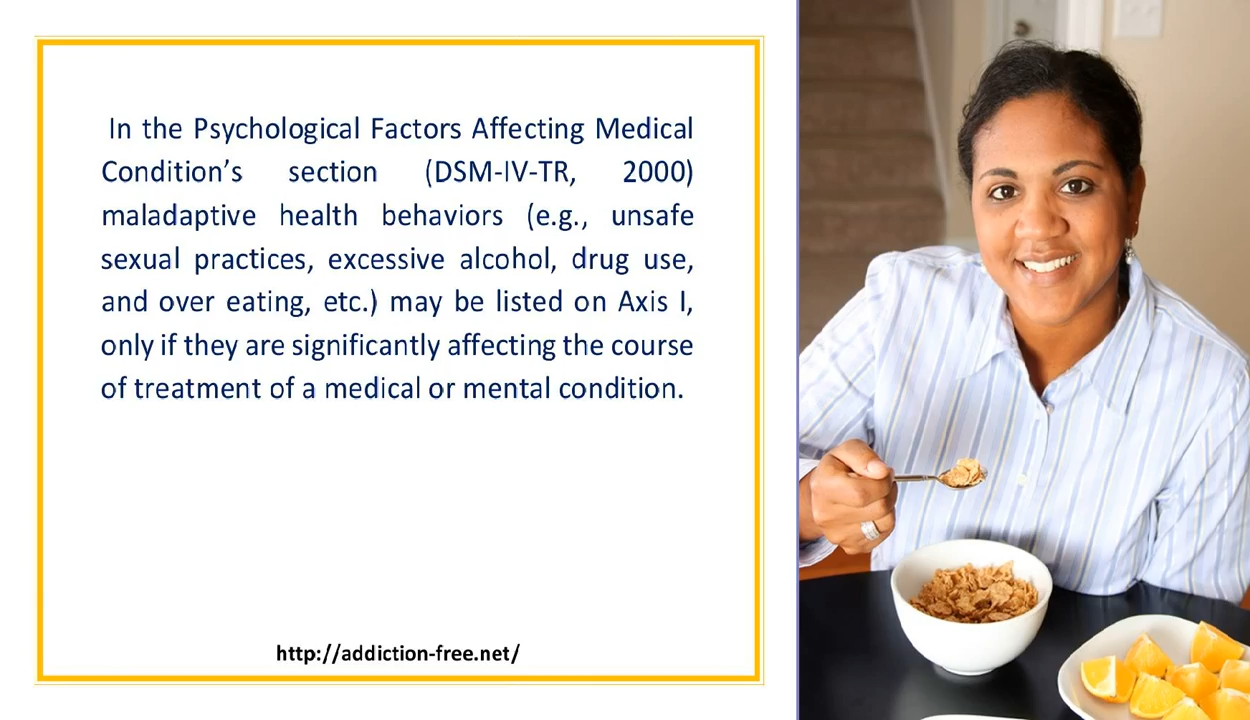 In the Psychological Factors Affecting Medical
Condition’s section (DSM-IV-TR, 2000)
maladaptive health behaviors (e.g., unsafe
sexual practices, excessive alcohol, drug use,
and over eating, etc.) may be listed on Axis I,
only if they are significantly affecting the course
of treatment of a medical or mental condition.
http://addiction-free.net/